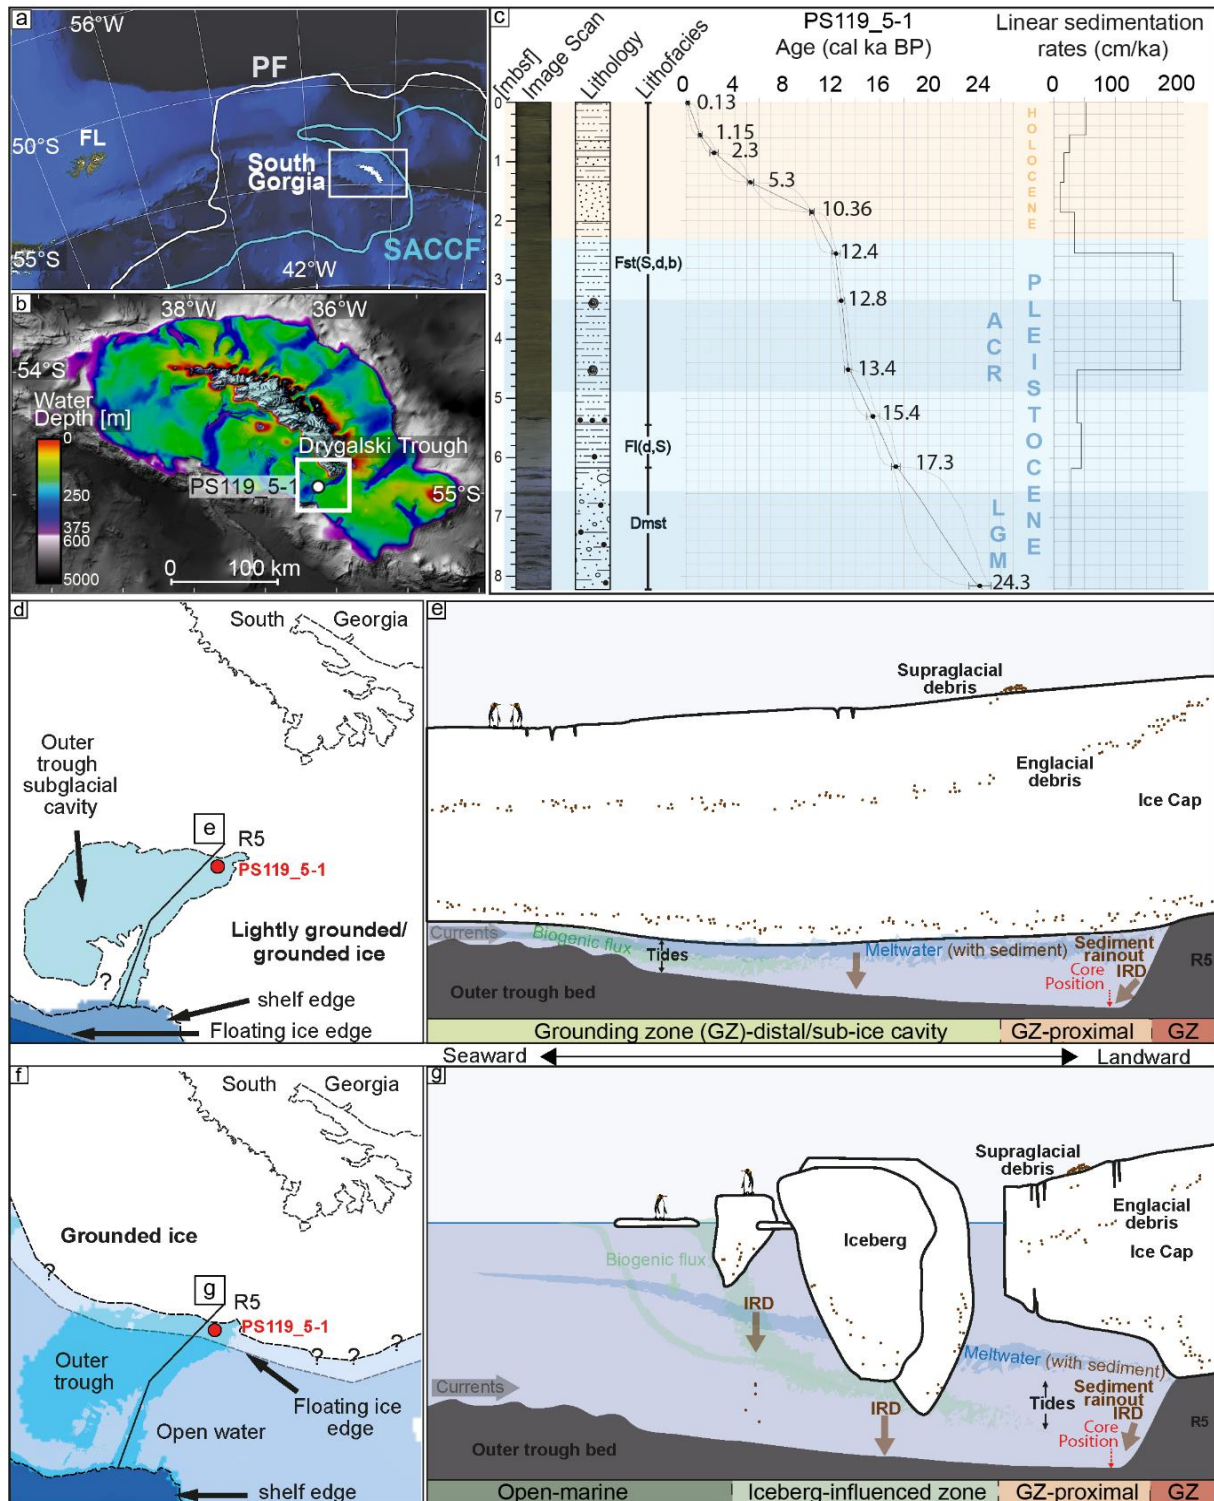 a
56°W
PF
50°S
FL
South
Gorgia
55°S
42°W
SACCF
b
38°W
36°W
54°S
Water
Depth [m]
0
250
375
600
5000
Drygalski Trough
PS119_5-1
55°S
0
100 km
c
[mbsf]
Image Scan
Lithology
Lithofacies
PS119_5-1
Age (cal ka BP)
Linear sedimentation
rates (cm/ka)
0 4 8 12 16 20 24
0 100 200
0
1
2
3
4
5
6
7
8
Fst(S,d,b)
Fl(d,S)
Dmst
0.13
1.15
2.3
5.3
10.36
12.4
12.8
13.4
15.4
17.3
24.3
HOLOCENE
PLEISTOCENE
ACR
LGM
d
South Georgia
Outer
trough
subglacial
cavity
e
R5
PS119_5-1
Lightly grounded/
grounded ice
?
shelf edge
Floating ice edge
e
Supraglacial
debris
Englacial
debris
Ice Cap
Currents
Biogenic flux
Tides
Meltwater (with sediment)
Sediment
rainout
IRD
Core
Position
R5
Outer trough bed
Grounding zone (GZ)-distal/sub-ice cavity
GZ-proximal
GZ
Seaward
Landward
f
South Georgia
Grounded ice
?
g
R5
PS119_5-1
? ? ?
Outer
trough
Floating ice
edge
Open water
shelf edge
g
Supraglacial
debris
Englacial
debris
Ice Cap
Iceberg
Biogenic flux
IRD
Meltwater (with sediment)
Currents
Tides
Sediment
rainout
IRD
IRD
Core
Position
R5
Outer trough bed
Open-marine
Iceberg-influenced zone
GZ-proximal
GZ